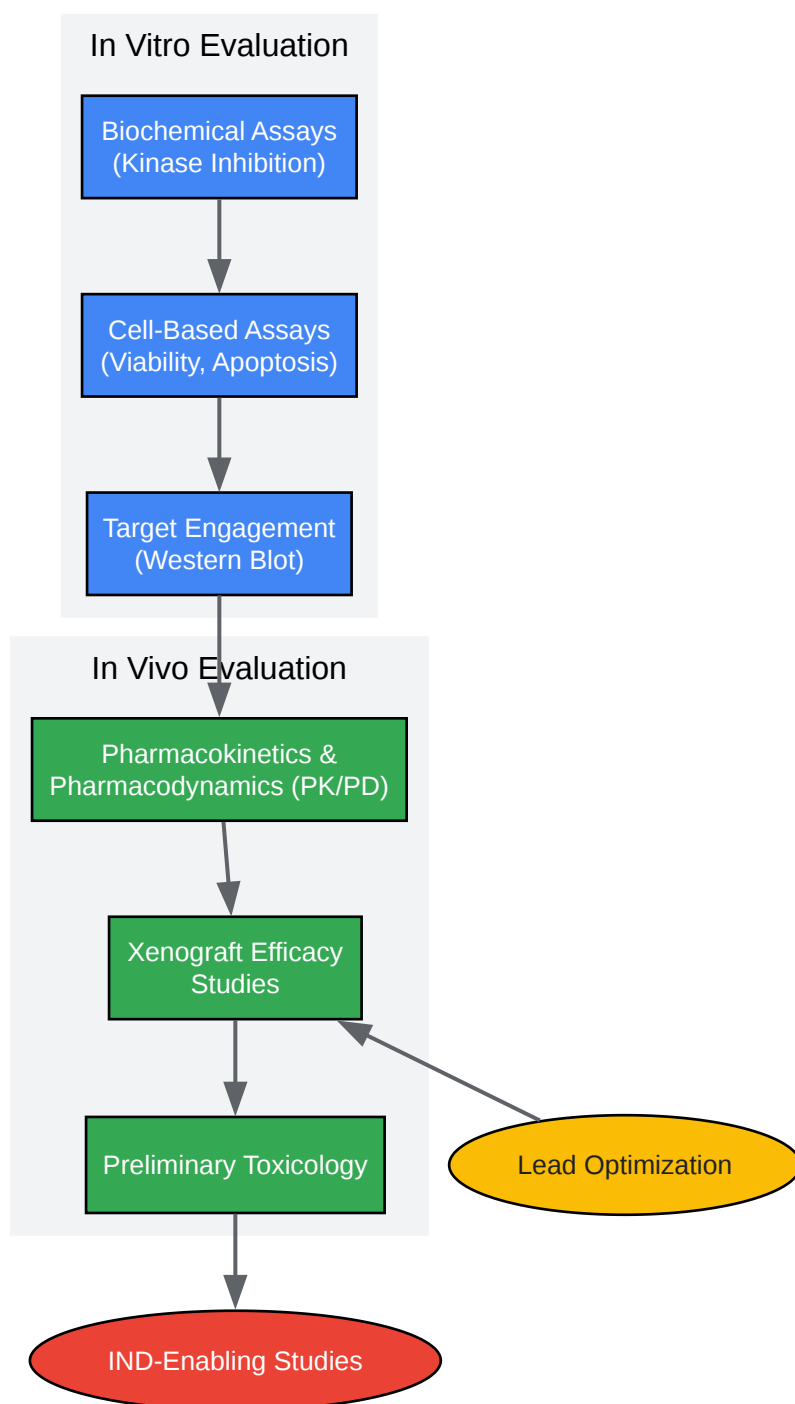 In Vitro Evaluation
Biochemical Assays
(Kinase Inhibition)
Cell-Based Assays
(Viability, Apoptosis)
Target Engagement
(Western Blot)
In Vivo Evaluation
Pharmacokinetics &
Pharmacodynamics (PK/PD)
Xenograft Efficacy
Studies
Preliminary Toxicology
Lead Optimization
IND-Enabling Studies